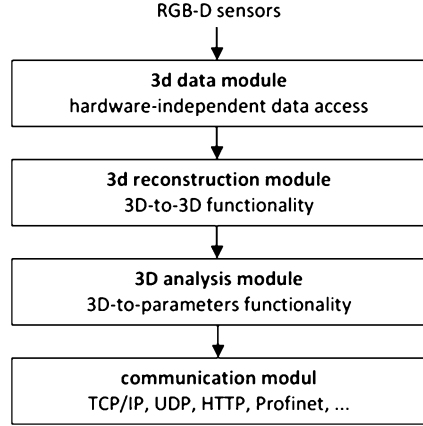 RGB-D sensors
3d data module
hardware-independent data access
3d reconstruction module
3D-to-3D functionality
3D analysis module
3D-to-parameters functionality
communication modul
TCP/IP, UDP, HTTP, Profinet, ...